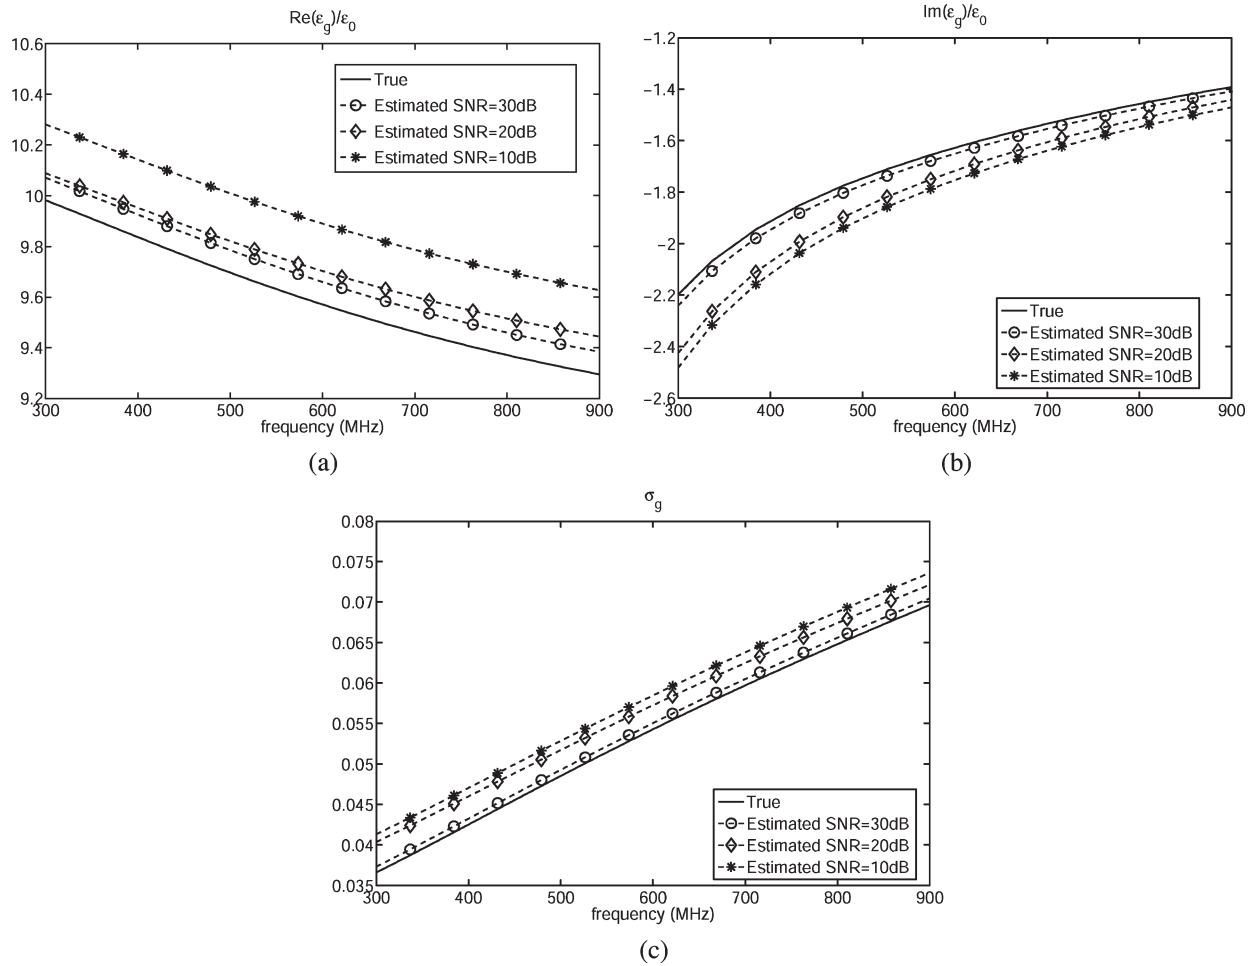 Re(ε_g)/ε_0
10.6
10.4
10.2
10
9.8
9.6
9.4
9.2
True
Estimated SNR=30dB
Estimated SNR=20dB
Estimated SNR=10dB
300 400 500 600 700 800 900
frequency (MHz)
(a)
Im(ε_g)/ε_0
−1.2
−1.4
−1.6
−1.8
−2
−2.2
−2.4
−2.6
True
Estimated SNR=30dB
Estimated SNR=20dB
Estimated SNR=10dB
300 400 500 600 700 800 900
frequency (MHz)
(b)
σ_g
0.08
0.075
0.07
0.065
0.06
0.055
0.05
0.045
0.04
0.035
True
Estimated SNR=30dB
Estimated SNR=20dB
Estimated SNR=10dB
300 400 500 600 700 800 900
frequency (MHz)
(c)